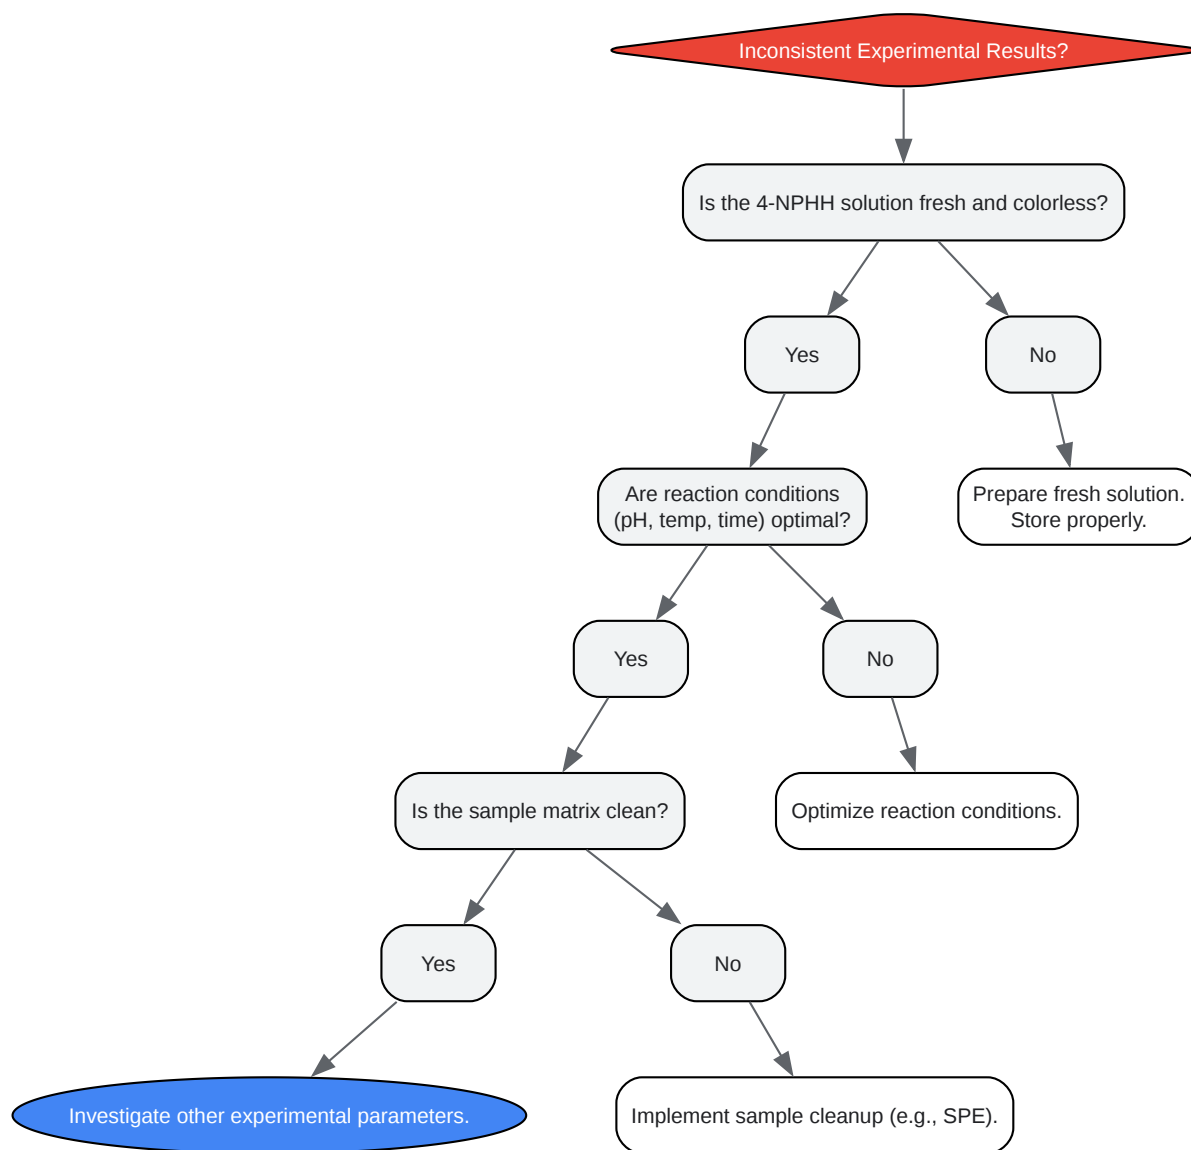 Inconsistent Experimental Results?
Is the 4-NPHH solution fresh and colorless?
Yes
No
Are reaction conditions
(pH, temp, time) optimal?
Prepare fresh solution.
Store properly.
Yes
No
Is the sample matrix clean?
Optimize reaction conditions.
Yes
No
Investigate other experimental parameters.
Implement sample cleanup (e.g., SPE).